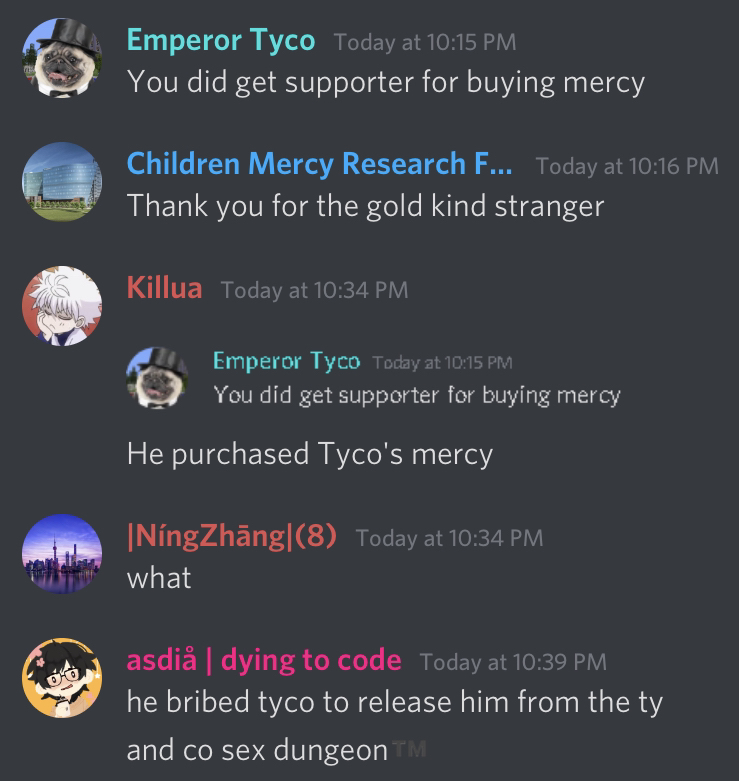 Emperor Tyco Today at 10:15 PM
You did get supporter for buying mercy
Children Mercy Research F... Today at 10:16 PM
Thank you for the gold kind stranger
Killua Today at 10:34 PM
Emperor Tyco Today at 10:15 PM
You did get supporter for buying mercy
He purchased Tyco's mercy
|NíngZhāng|(8) Today at 10:34 PM
what
asdiå | dying to code Today at 10:39 PM
he bribed tyco to release him from the ty
and co sex dungeon™